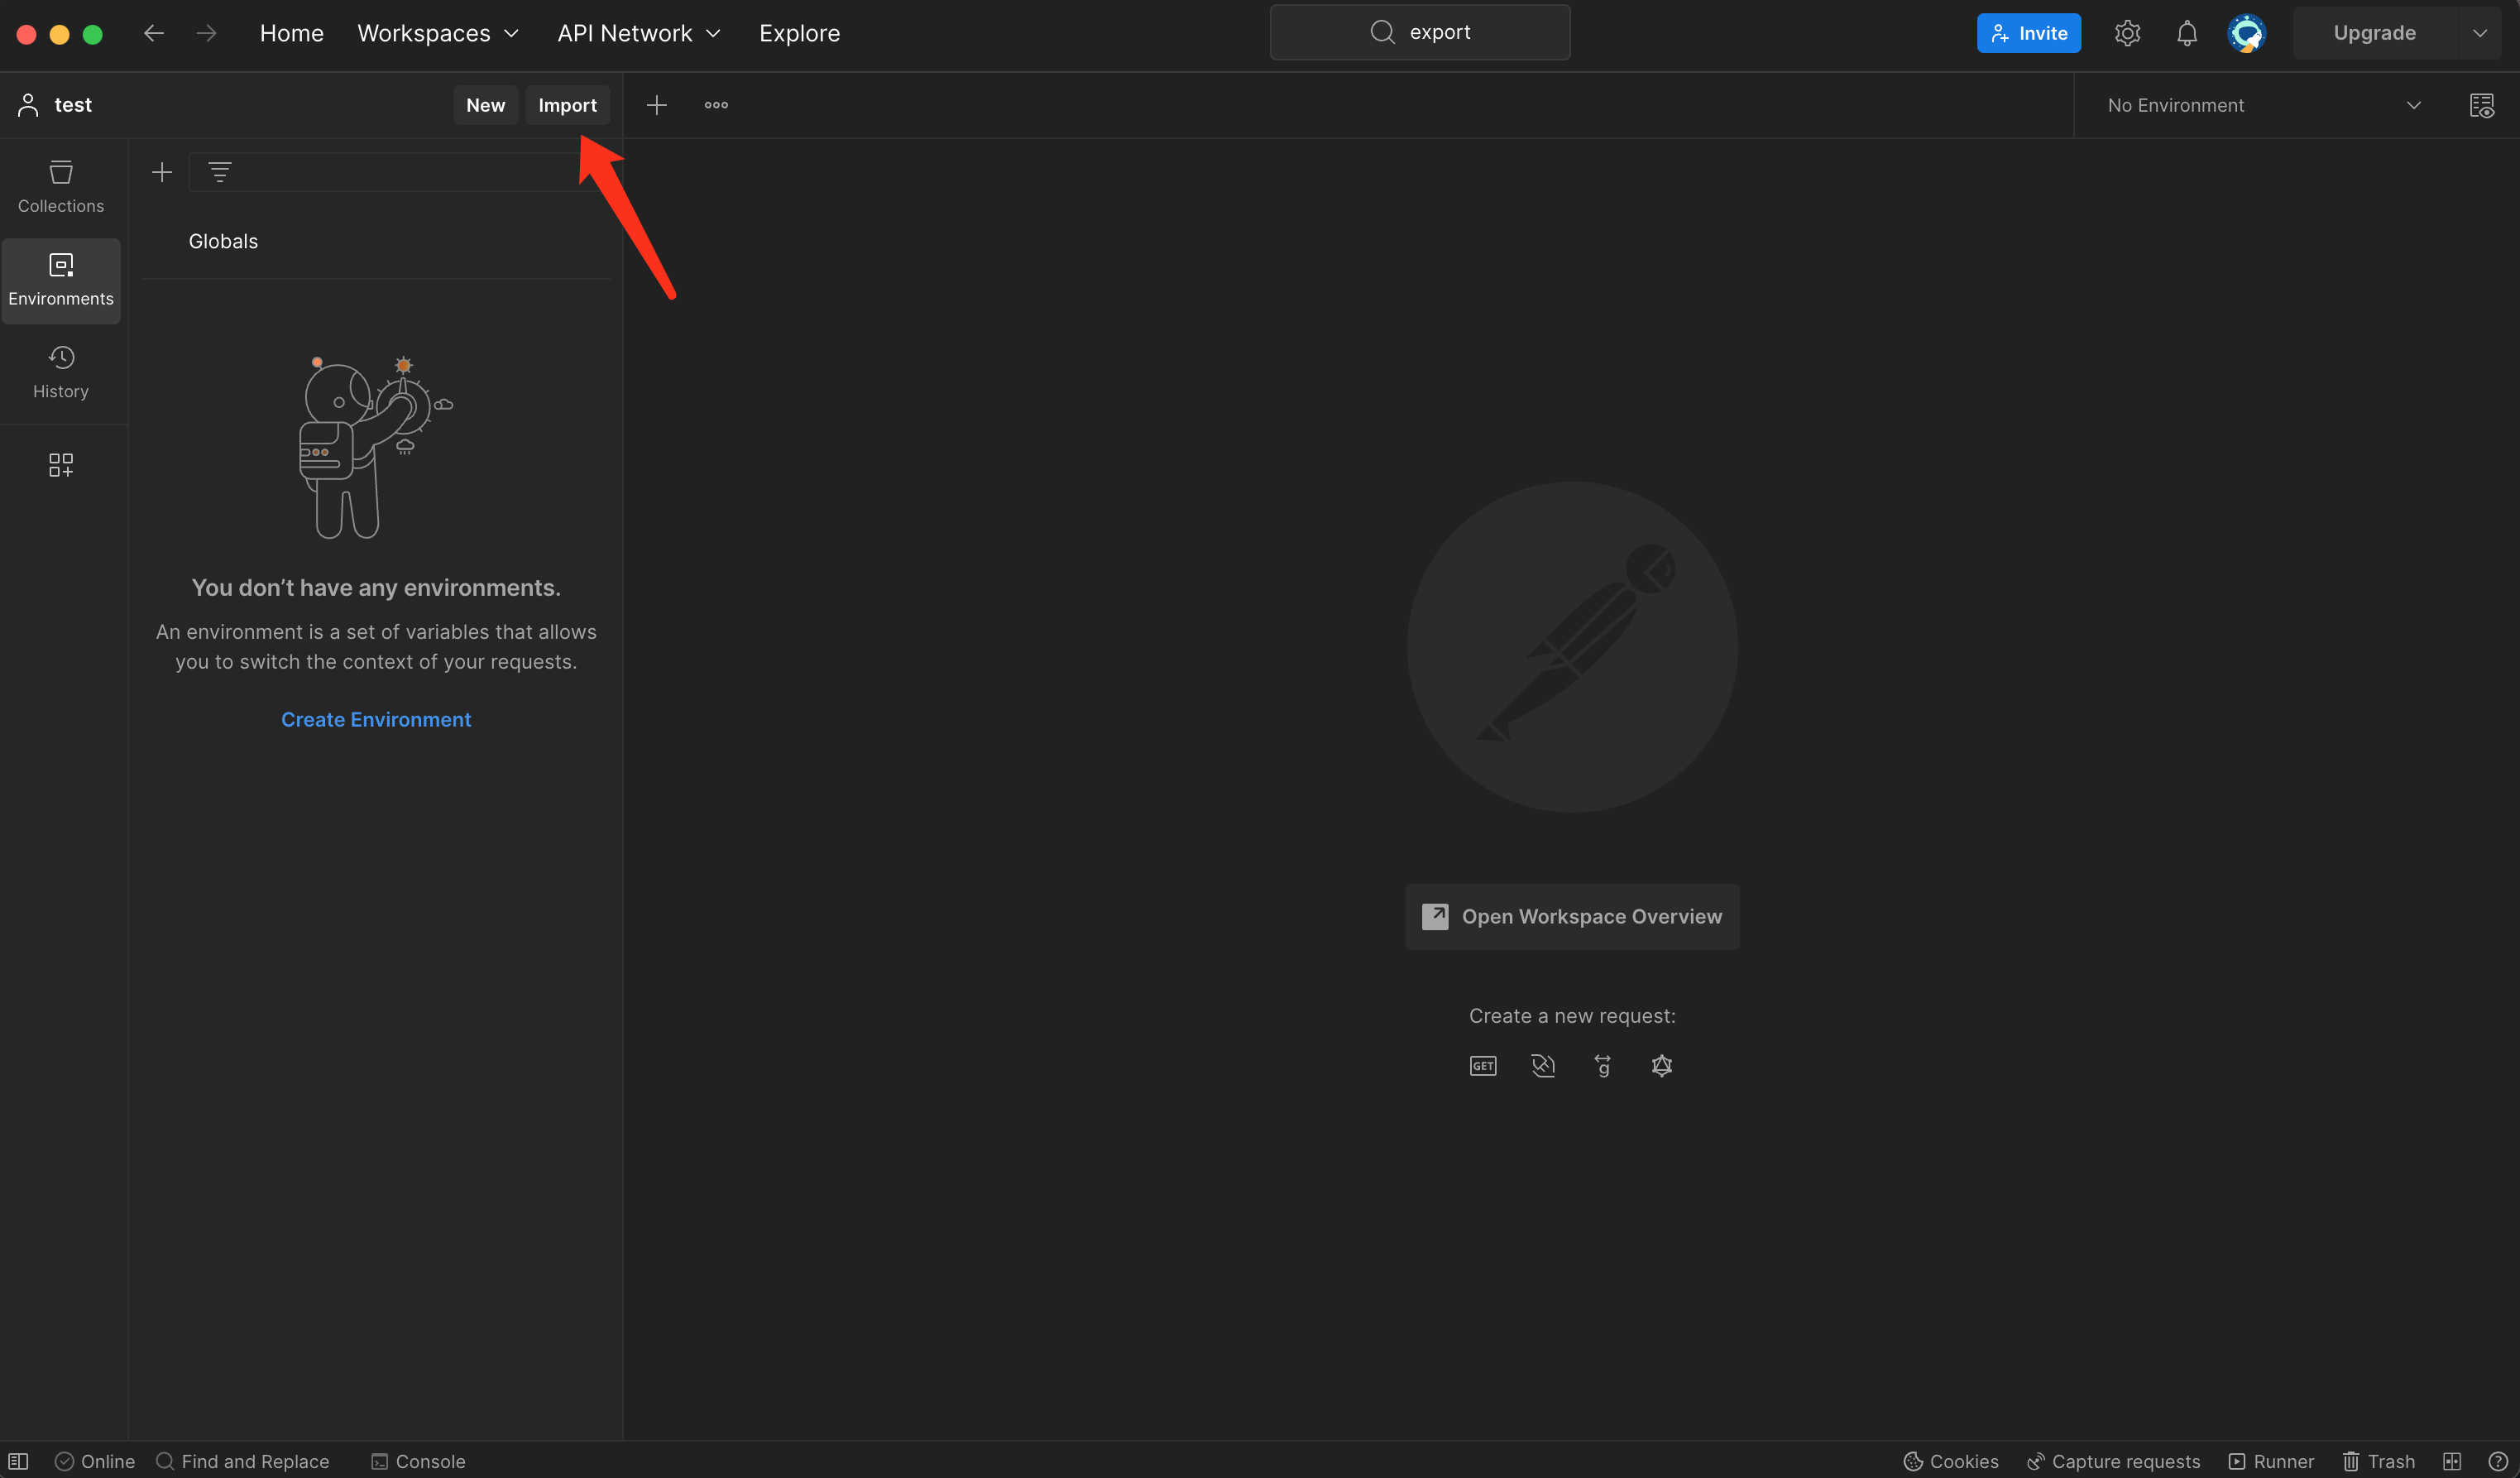 Home Workspaces API Network Explore export Invite Upgrade
test New Import No Environment
Collections
Globals
Environments
History
You don’t have any environments.
An environment is a set of variables that allows
you to switch the context of your requests.
Create Environment
Open Workspace Overview
Create a new request:
GET g
Online Find and Replace Console Cookies Capture requests Runner Trash